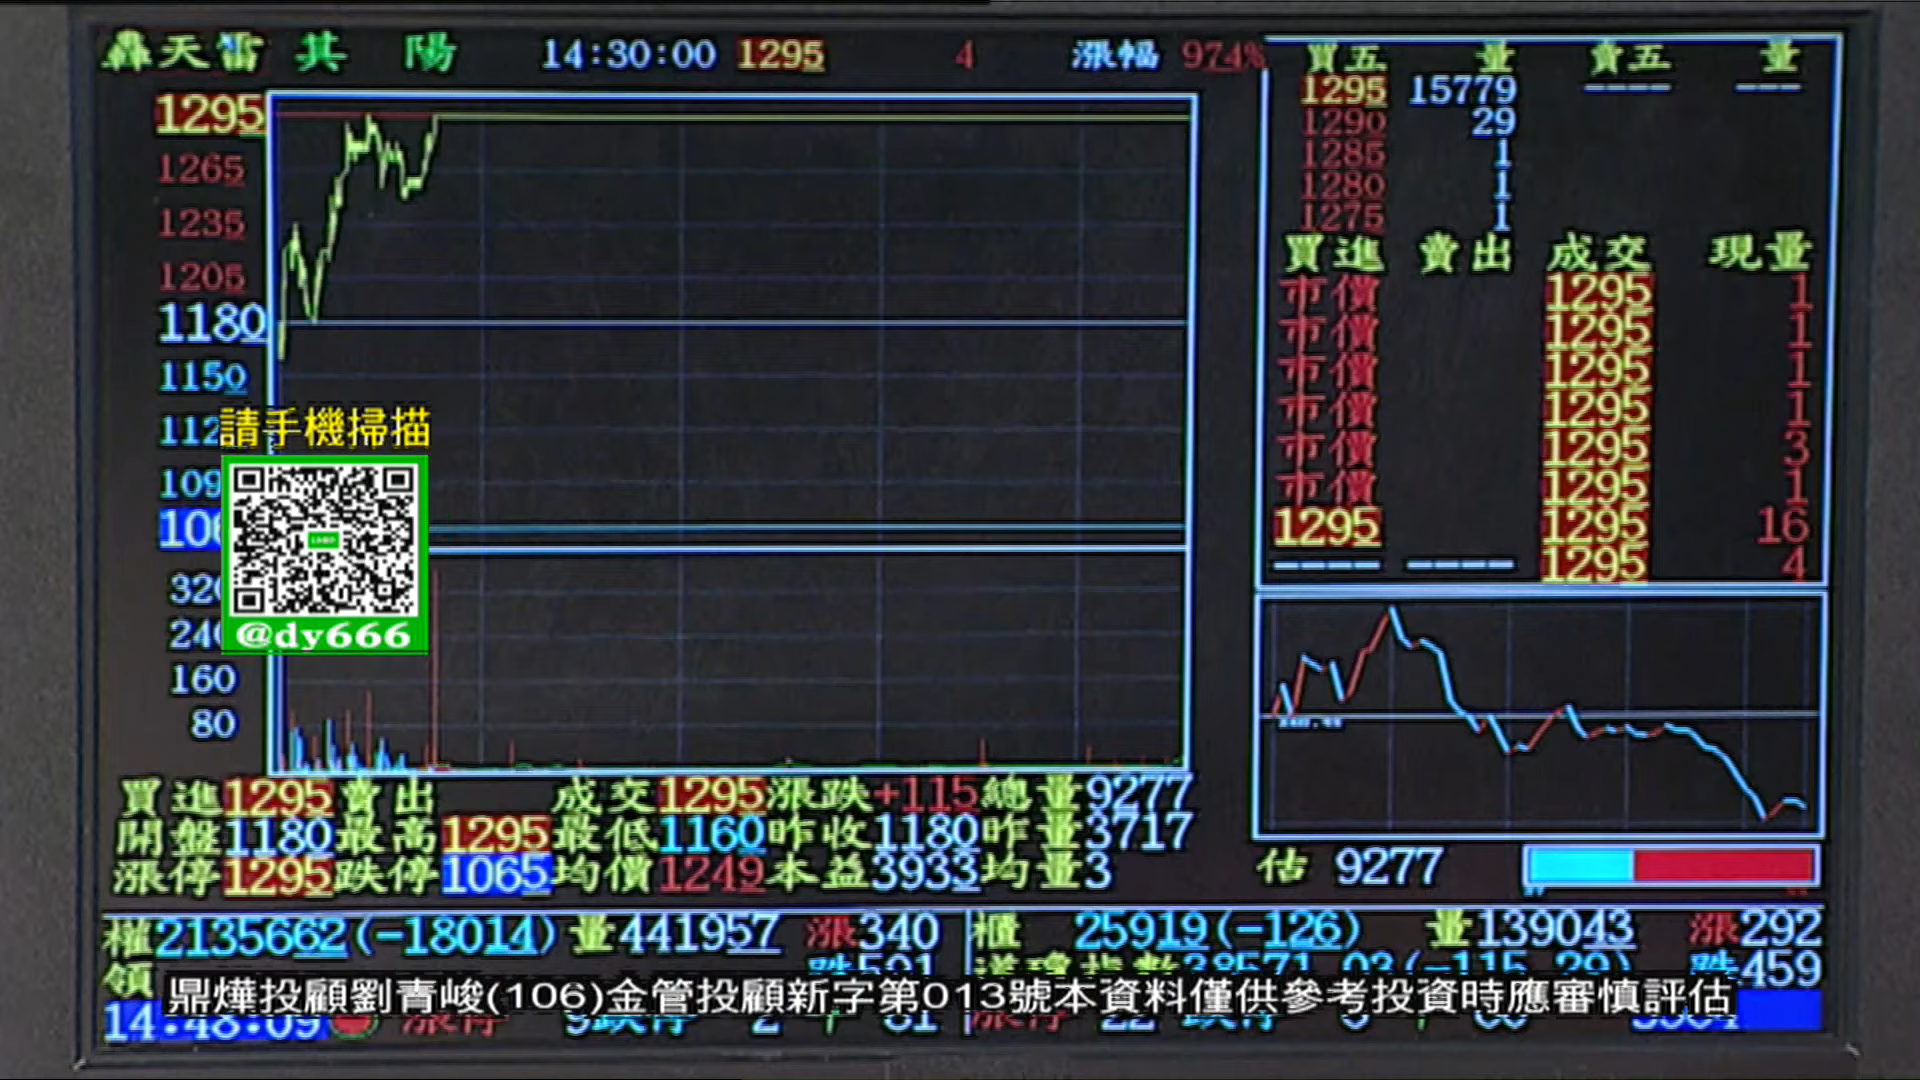 轟天雷 其 陽 14:30:00 1295 4 漲幅 974%
買五 量 賣五 量
1295 15779 ---- ---
1290 29
1285 1
1280 1
1275 1
買進 賣出 成交 現量
市價 1295 1
市價 1295 1
市價 1295 1
市價 1295 1
市價 1295 3
市價 1295 1
1295 1295 16
---- ---- 1295 4
1295
1265
1235
1205
1180
1150
請手機掃描
@dy666
160
80
買進1295賣出 成交1295漲跌+115總量9277
開盤1180最高1295最低1160昨收1180昨量3717
漲停1295跌停1065均價1249本益3933均量3
估 9277
權2135662(-18014)量441957 漲340
櫃 25919(-126) 量139043 漲292
跌459
鼎燁投顧劉青峻(106)金管投顧新字第013號本資料僅供參考投資時應審慎評估
14:48:09